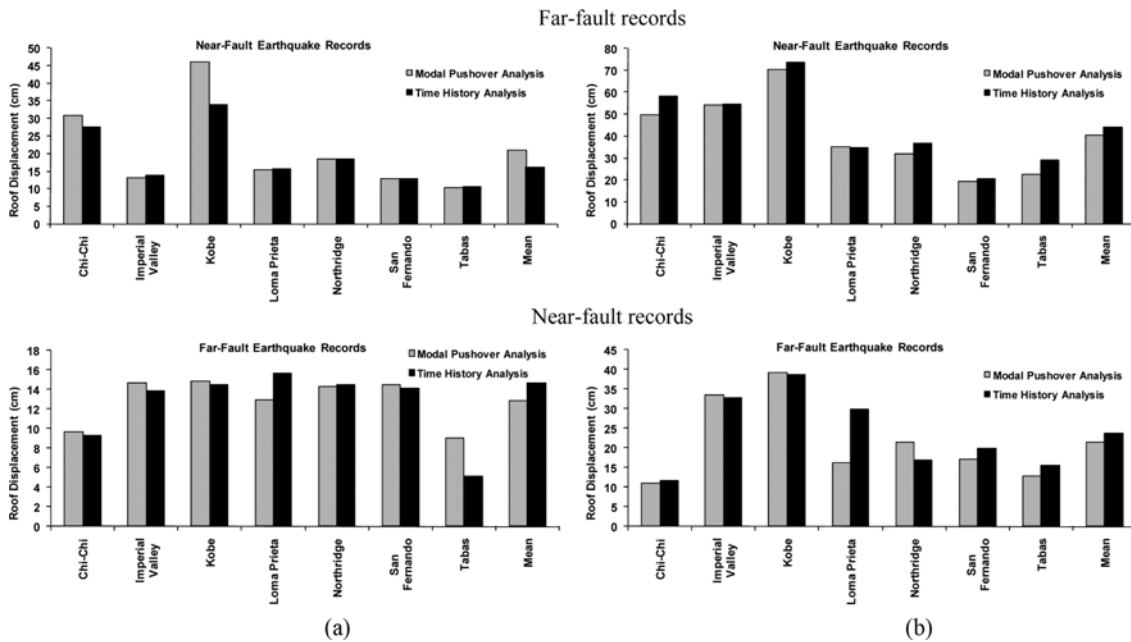 Far-fault records
Near-Fault Earthquake Records
Roof Displacement (cm)
50
45
40
35
30
25
20
15
10
5
0
Modal Pushover Analysis
Time History Analysis
Chi-Chi
Imperial
Valley
Kobe
Loma Prieta
Northridge
San
Fernando
Tabas
Mean
Near-Fault Earthquake Records
Roof Displacement (cm)
80
70
60
50
40
30
20
10
0
Modal Pushover Analysis
Time History Analysis
Chi-Chi
Imperial
Valley
Kobe
Loma Prieta
Northridge
San
Fernando
Tabas
Mean
Near-fault records
Far-Fault Earthquake Records
Roof Displacement (cm)
18
16
14
12
10
8
6
4
2
0
Modal Pushover Analysis
Time History Analysis
Chi-Chi
Imperial
Valley
Kobe
Loma Prieta
Northridge
San
Fernando
Tabas
Mean
Far-Fault Earthquake Records
Roof Displacement (cm)
45
40
35
30
25
20
15
10
5
0
Modal Pushover Analysis
Time History Analysis
Chi-Chi
Imperial
Valley
Kobe
Loma Prieta
Northridge
San
Fernando
Tabas
Mean
(a)
(b)